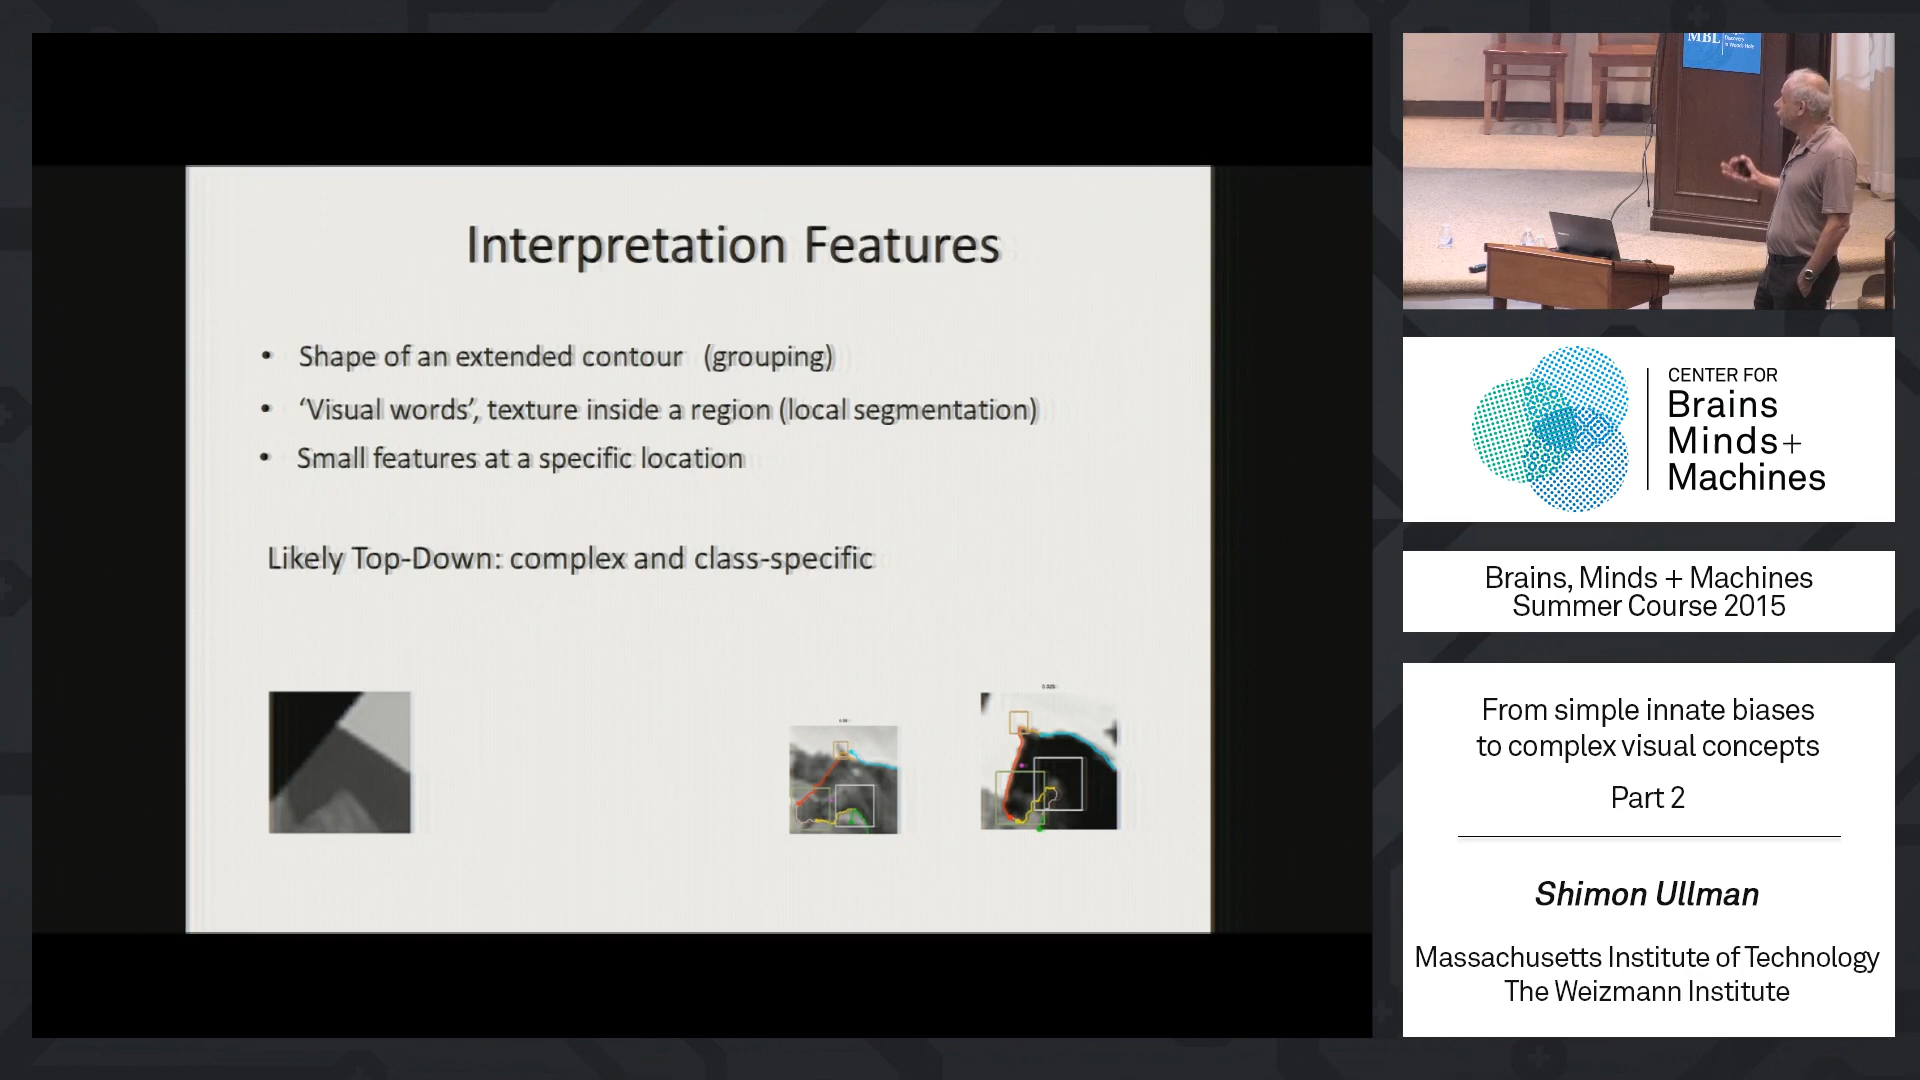 Interpretation Features
• Shape of an extended contour (grouping)
• ‘Visual words’, texture inside a region (local segmentation)
• Small features at a specific location
Likely Top-Down: complex and class-specific
MBL
CENTER FOR
Brains
Minds+
Machines
Brains, Minds + Machines
Summer Course 2015
From simple innate biases
to complex visual concepts
Part 2
Shimon Ullman
Massachusetts Institute of Technology
The Weizmann Institute